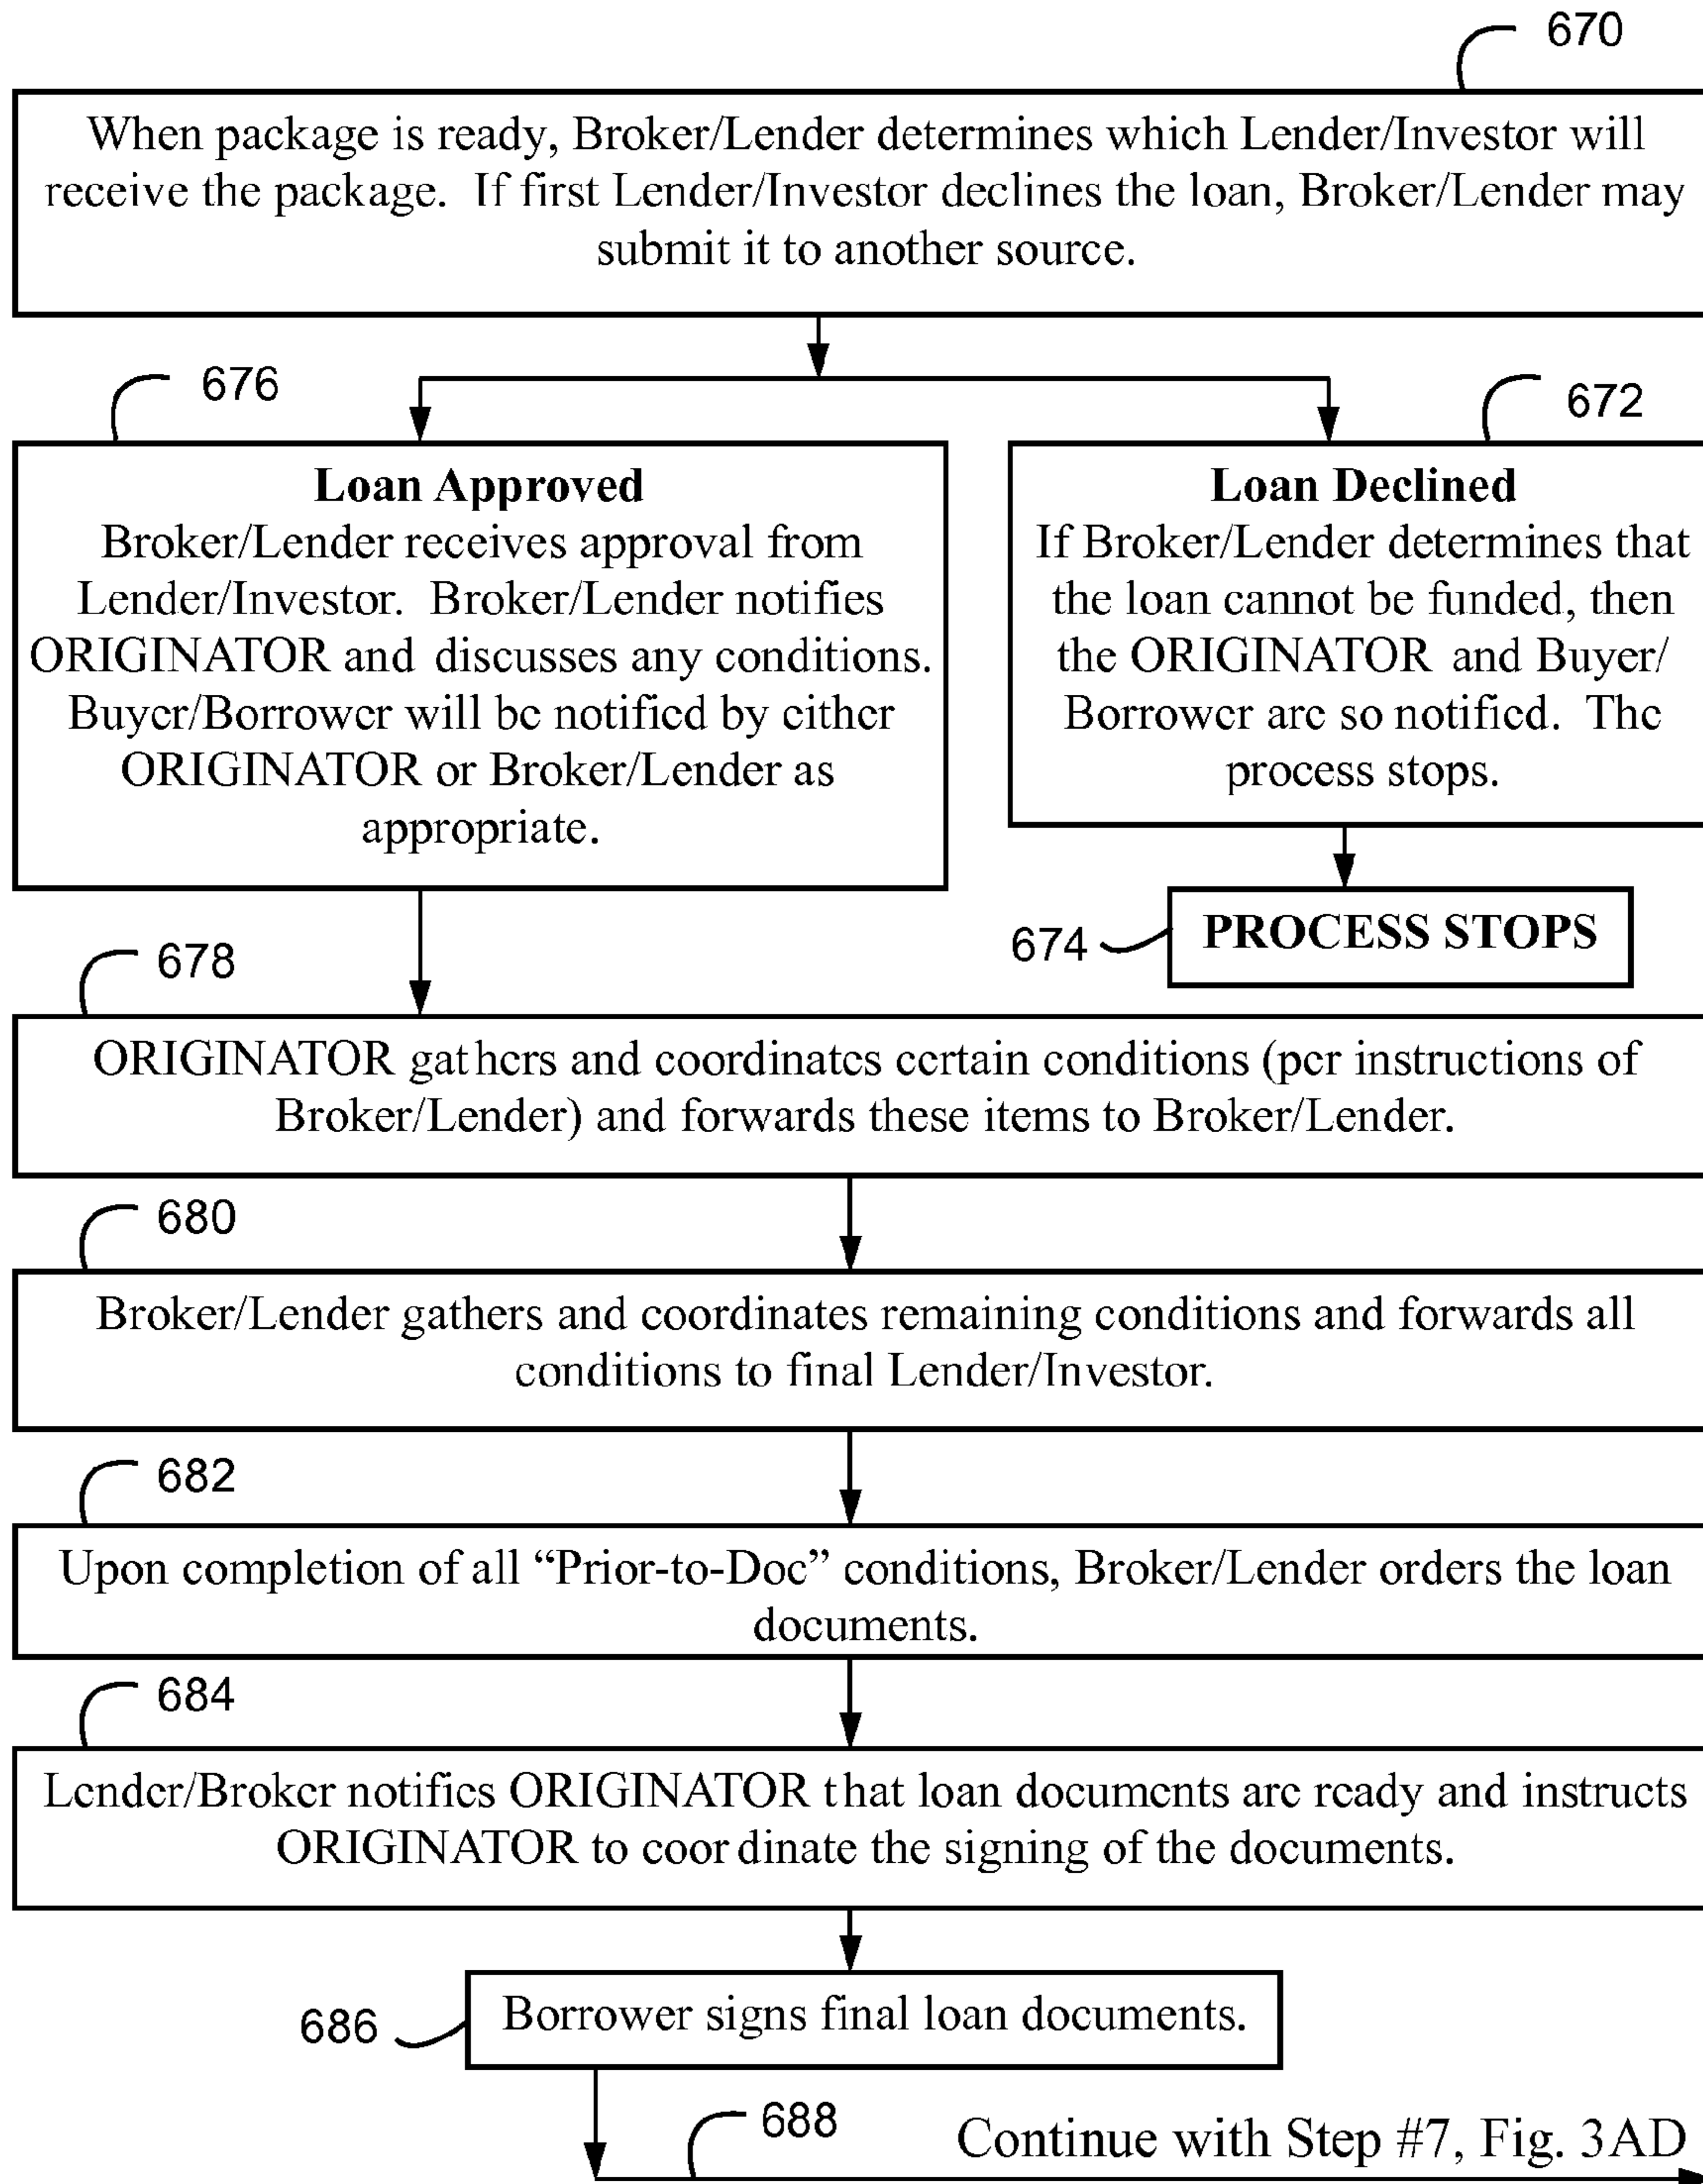 670
When package is ready, Broker/Lender determines which Lender/Investor will
receive the package. If first Lender/Investor declines the loan, Broker/Lender may
submit it to another source.
676
672
Loan Approved
Broker/Lender receives approval from
Lender/Investor. Broker/Lender notifies
ORIGINATOR and discusses any conditions.
Buyer/Borrower will be notified by either
ORIGINATOR or Broker/Lender as
appropriate.
Loan Declined
If Broker/Lender determines that
the loan cannot be funded, then
the ORIGINATOR and Buyer/
Borrower are so notified. The
process stops.
674
PROCESS STOPS
678
ORIGINATOR gathers and coordinates certain conditions (per instructions of
Broker/Lender) and forwards these items to Broker/Lender.
680
Broker/Lender gathers and coordinates remaining conditions and forwards all
conditions to final Lender/Investor.
682
Upon completion of all “Prior-to-Doc” conditions, Broker/Lender orders the loan
documents.
684
Lender/Broker notifies ORIGINATOR that loan documents are ready and instructs
ORIGINATOR to coordinate the signing of the documents.
686
Borrower signs final loan documents.
688
Continue with Step #7, Fig. 3AD